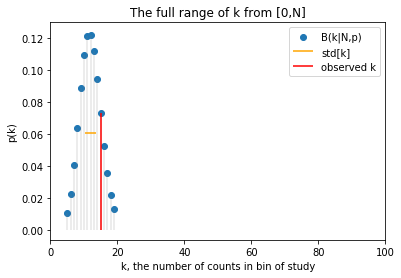 The full range of k from [0,N]
B(k|N,p)
std[k]
observed k
p(k)
0.12
0.10
0.08
0.06
0.04
0.02
0.00
0 20 40 60 80 100
k, the number of counts in bin of study